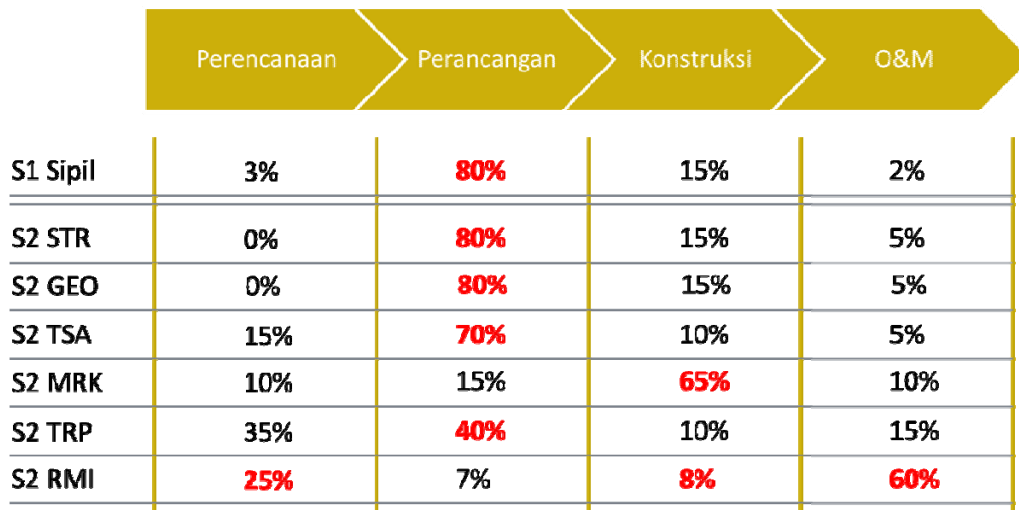 Perencanaan Perancangan Konstruksi O&M
S1 Sipil 3% 80% 15% 2%
S2 STR 0% 80% 15% 5%
S2 GEO 0% 80% 15% 5%
S2 TSA 15% 70% 10% 5%
S2 MRK 10% 15% 65% 10%
S2 TRP 35% 40% 10% 15%
S2 RMI 25% 7% 8% 60%